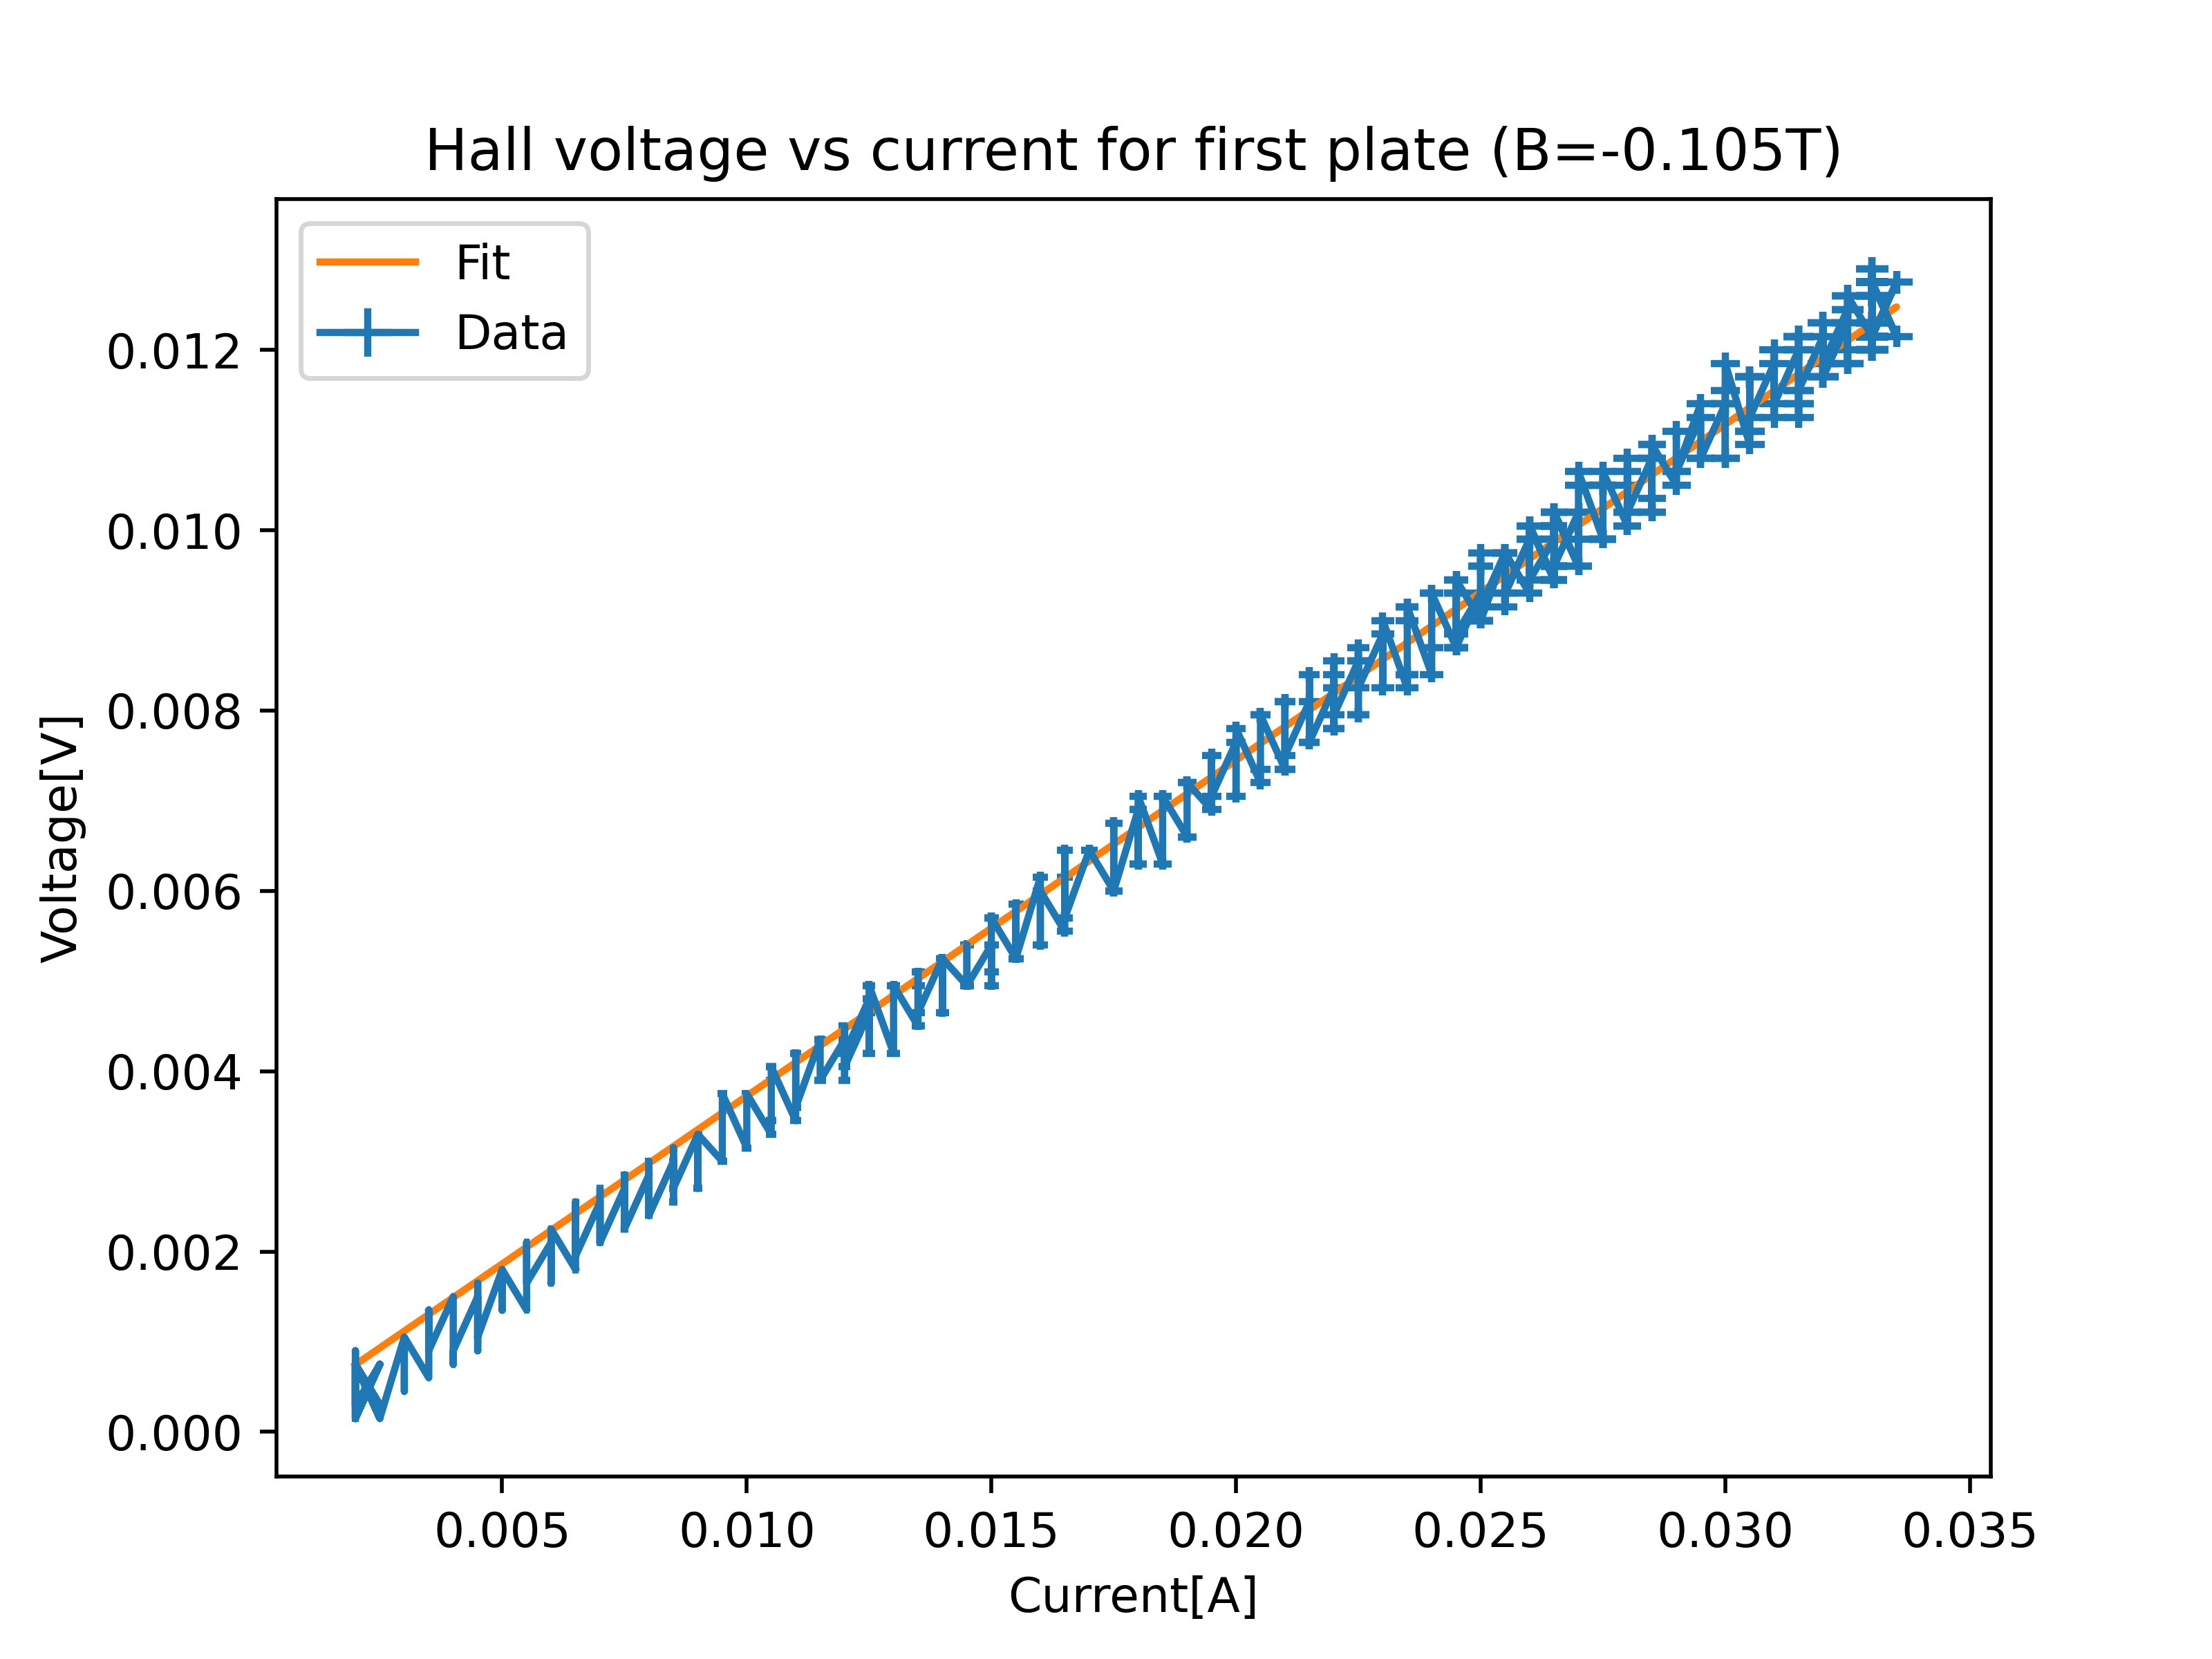 Hall voltage vs current for first plate (B=-0.105T)
Fit
Data
0.012
0.010
0.008
0.006
0.004
0.002
0.000
Voltage[V]
0.005 0.010 0.015 0.020 0.025 0.030 0.035
Current[A]